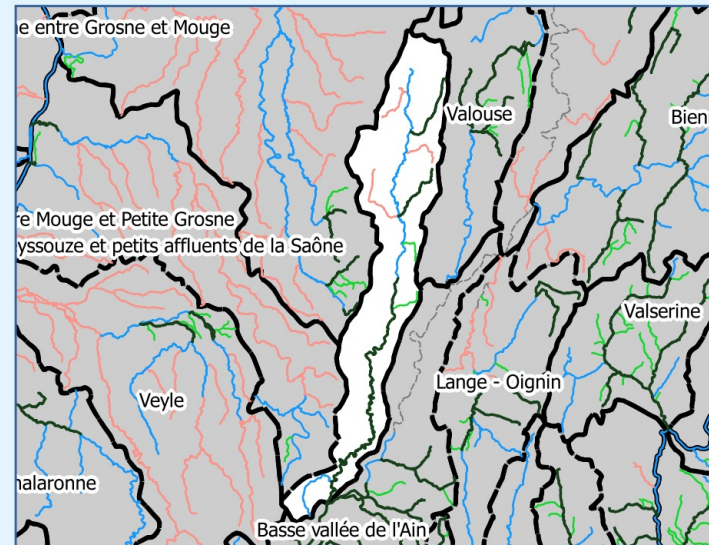 ne entre Grosne et Mouge
Valouse
Bien
re Mouge et Petite Grosne
yssouze et petits affluents de la Saône
Valserine
Lange - Oignin
Veyle
halaronne
Basse vallée de l'Ain